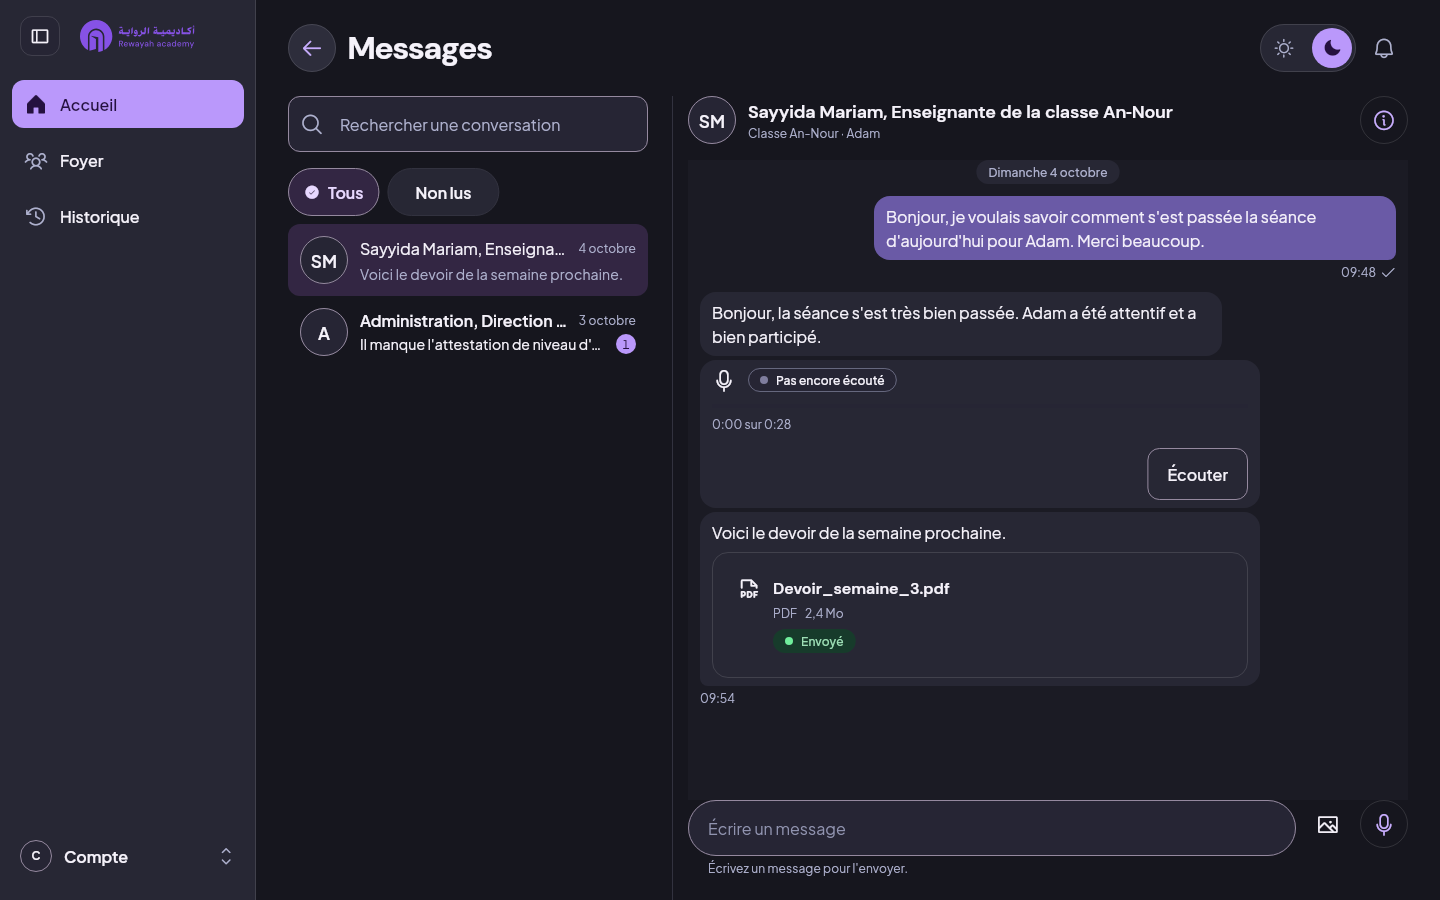 أكاديمية الرواية
Rewayah academy
Accueil
Foyer
Historique
C
Compte
Messages
Rechercher une conversation
Tous
Non lus
SM
Sayyida Mariam, Enseigna…
4 octobre
Voici le devoir de la semaine prochaine.
A
Administration, Direction …
3 octobre
Il manque l'attestation de niveau d'…
1
SM
Sayyida Mariam, Enseignante de la classe An-Nour
Classe An-Nour · Adam
Dimanche 4 octobre
Bonjour, je voulais savoir comment s'est passée la séance
d'aujourd'hui pour Adam. Merci beaucoup.
09:48
Bonjour, la séance s'est très bien passée. Adam a été attentif et a
bien participé.
Pas encore écouté
0:00 sur 0:28
Écouter
Voici le devoir de la semaine prochaine.
PDF
Devoir_semaine_3.pdf
PDF 2,4 Mo
Envoyé
09:54
Écrire un message
Écrivez un message pour l'envoyer.